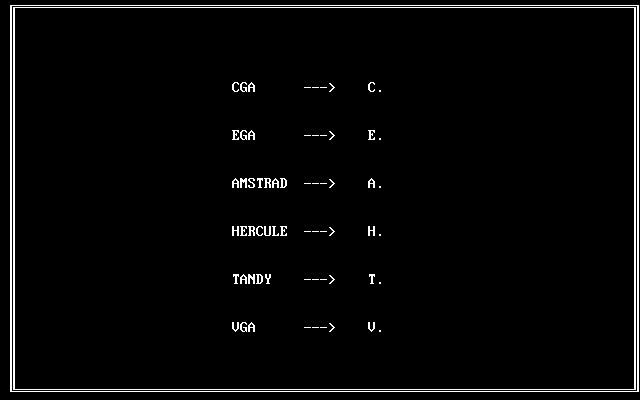 CGA ---> C.
EGA ---> E.
AMSTRAD ---> A.
HERCULE ---> H.
TANDY ---> T.
VGA ---> V.